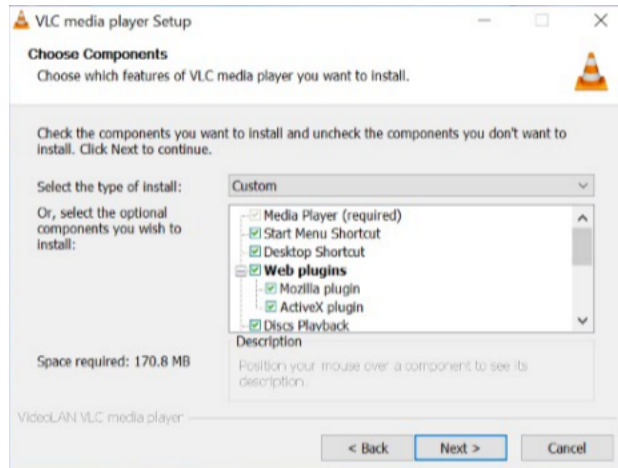 VLC media player Setup
Choose Components
Choose which features of VLC media player you want to install.
Check the components you want to install and uncheck the components you don't want to
install. Click Next to continue.
Select the type of install:
Custom
Or, select the optional
components you wish to
install:
Media Player (required)
Start Menu Shortcut
Desktop Shortcut
Web plugins
Mozilla plugin
ActiveX plugin
Discs Playback
Space required: 170.8 MB
Description
Position your mouse over a component to see its
description.
VideoLAN VLC media player
< Back
Next >
Cancel